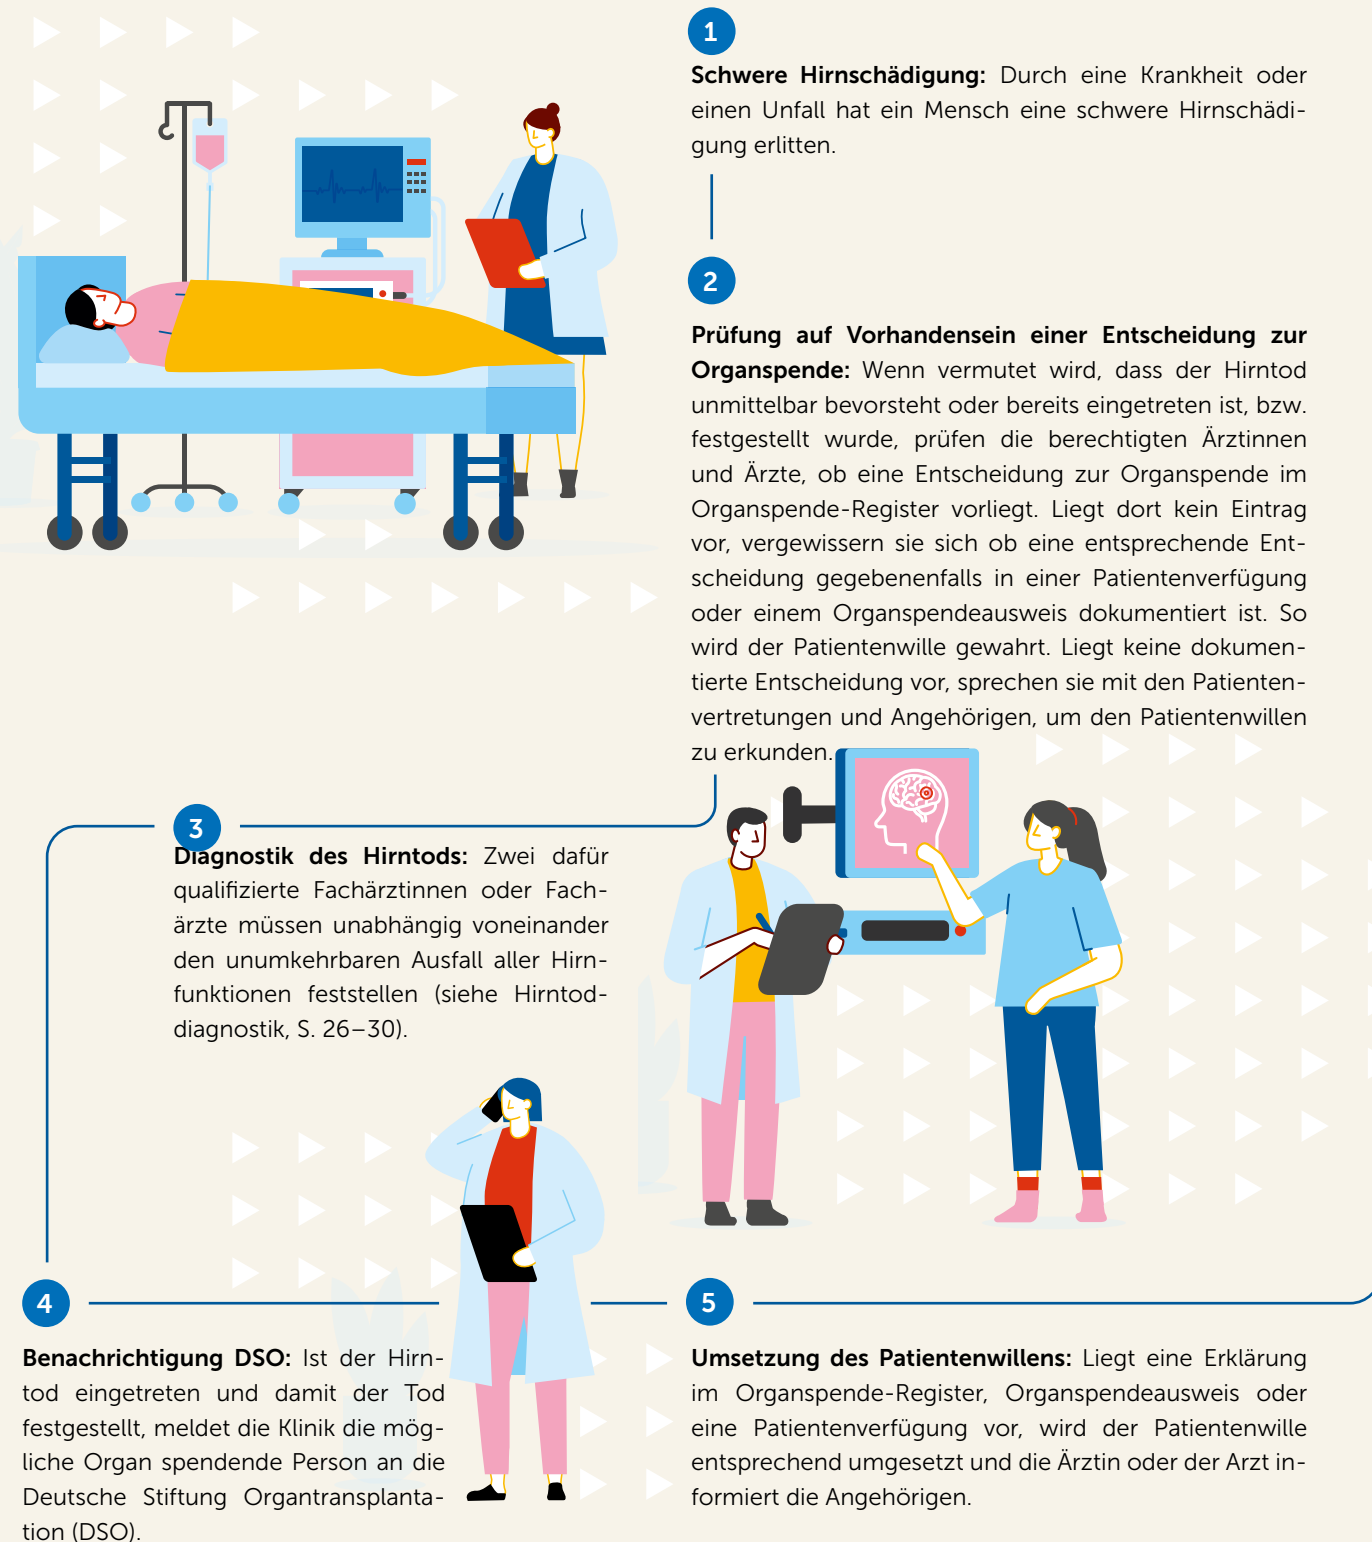 1
Schwere Hirnschädigung: Durch eine Krankheit oder
einen Unfall hat ein Mensch eine schwere Hirnschädi-
gung erlitten.
2
Prüfung auf Vorhandensein einer Entscheidung zur
Organspende: Wenn vermutet wird, dass der Hirntod
unmittelbar bevorsteht oder bereits eingetreten ist, bzw.
festgestellt wurde, prüfen die berechtigten Ärztinnen
und Ärzte, ob eine Entscheidung zur Organspende im
Organspende-Register vorliegt. Liegt dort kein Eintrag
vor, vergewissern sie sich ob eine entsprechende Ent-
scheidung gegebenenfalls in einer Patientenverfügung
oder einem Organspendeausweis dokumentiert ist. So
wird der Patientenwille gewahrt. Liegt keine dokumen-
tierte Entscheidung vor, sprechen sie mit den Patienten-
vertretungen und Angehörigen, um den Patientenwillen
zu erkunden.
3
Diagnostik des Hirntods: Zwei dafür
qualifizierte Fachärztinnen oder Fach-
ärzte müssen unabhängig voneinander
den unumkehrbaren Ausfall aller Hirn-
funktionen feststellen (siehe Hirntod-
diagnostik, S. 26–30).
4
Benachrichtigung DSO: Ist der Hirn-
tod eingetreten und damit der Tod
festgestellt, meldet die Klinik die mög-
liche Organ spendende Person an die
Deutsche Stiftung Organtransplanta-
tion (DSO).
5
Umsetzung des Patientenwillens: Liegt eine Erklärung
im Organspende-Register, Organspendeausweis oder
eine Patientenverfügung vor, wird der Patientenwille
entsprechend umgesetzt und die Ärztin oder der Arzt in-
formiert die Angehörigen.